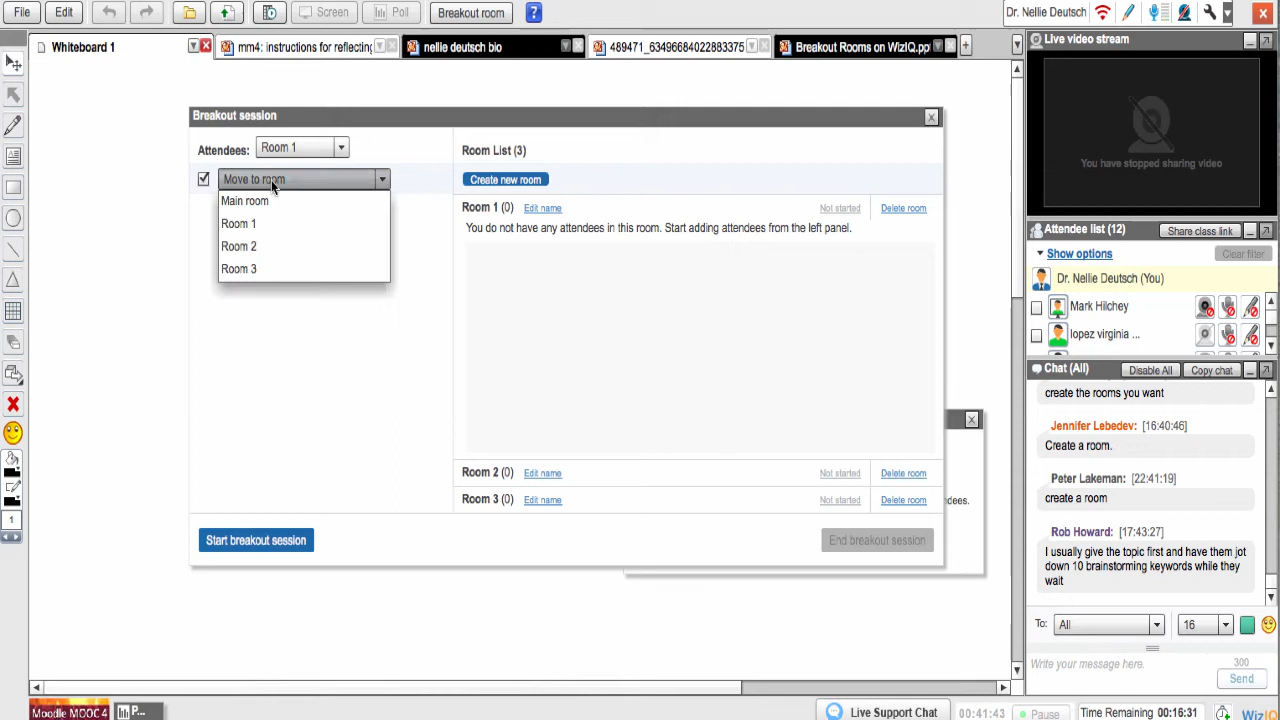 File
Edit
Screen
Poll
Breakout room
?
Dr. Nellie Deutsch
Whiteboard 1
mm4: instructions for reflecting
nellie deutsch bio
489471_63496684022883375
Breakout Rooms on WizIQ.ppt
Live video stream
You have stopped sharing video
Breakout session
Attendees:
Room 1
Room List (3)
Move to room
Create new room
Main room
Room 1
Room 2
Room 3
Room 1 (0)
Edit name
Not started
Delete room
You do not have any attendees in this room. Start adding attendees from the left panel.
Room 2 (0)
Edit name
Not started
Delete room
Room 3 (0)
Edit name
Not started
Delete room
dees.
Start breakout session
End breakout session
Attendee list (12)
Share class link
Show options
Clear filter
Dr. Nellie Deutsch (You)
Mark Hilchey
lopez virginia ...
Chat (All)
Disable All
Copy chat
create the rooms you want
Jennifer Lebedev: [16:40:46]
Create a room.
Peter Lakeman: [22:41:19]
create a room
Rob Howard: [17:43:27]
I usually give the topic first and have them jot
down 10 brainstorming keywords while they
wait
To:
All
16
Write your message here.
300
Send
1
Moodle MOOC 4
P...
Live Support Chat
00:41:43
Pause
Time Remaining 00:16:31
WizIQ